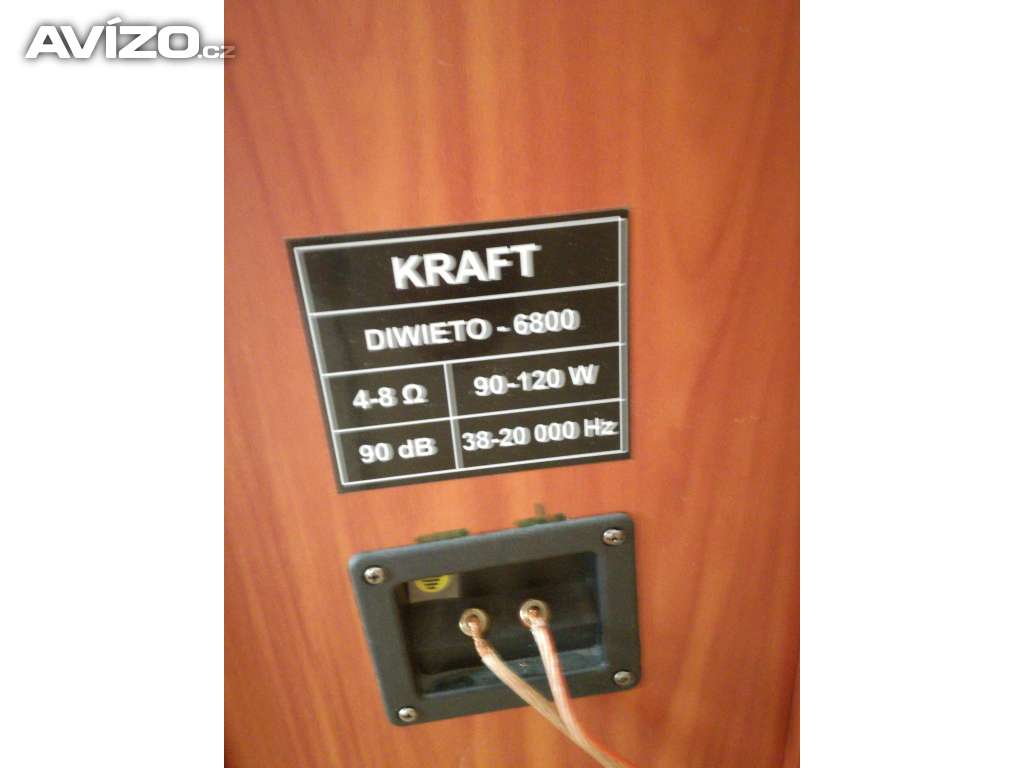 AVÍZO.cz
KRAFT
DIWIETO - 6800
4-8 Ω 90-120 W
90 dB 38-20 000 Hz